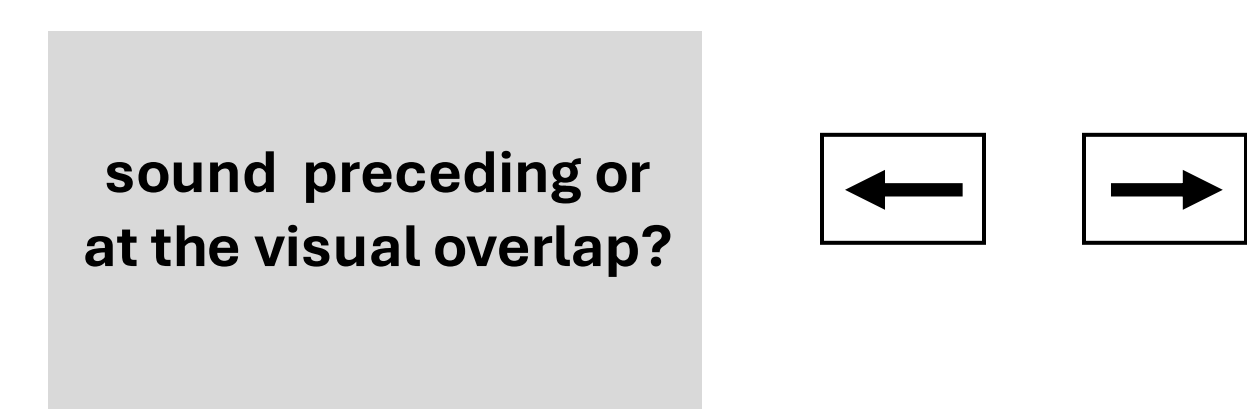 sound  preceding or
at the visual overlap?